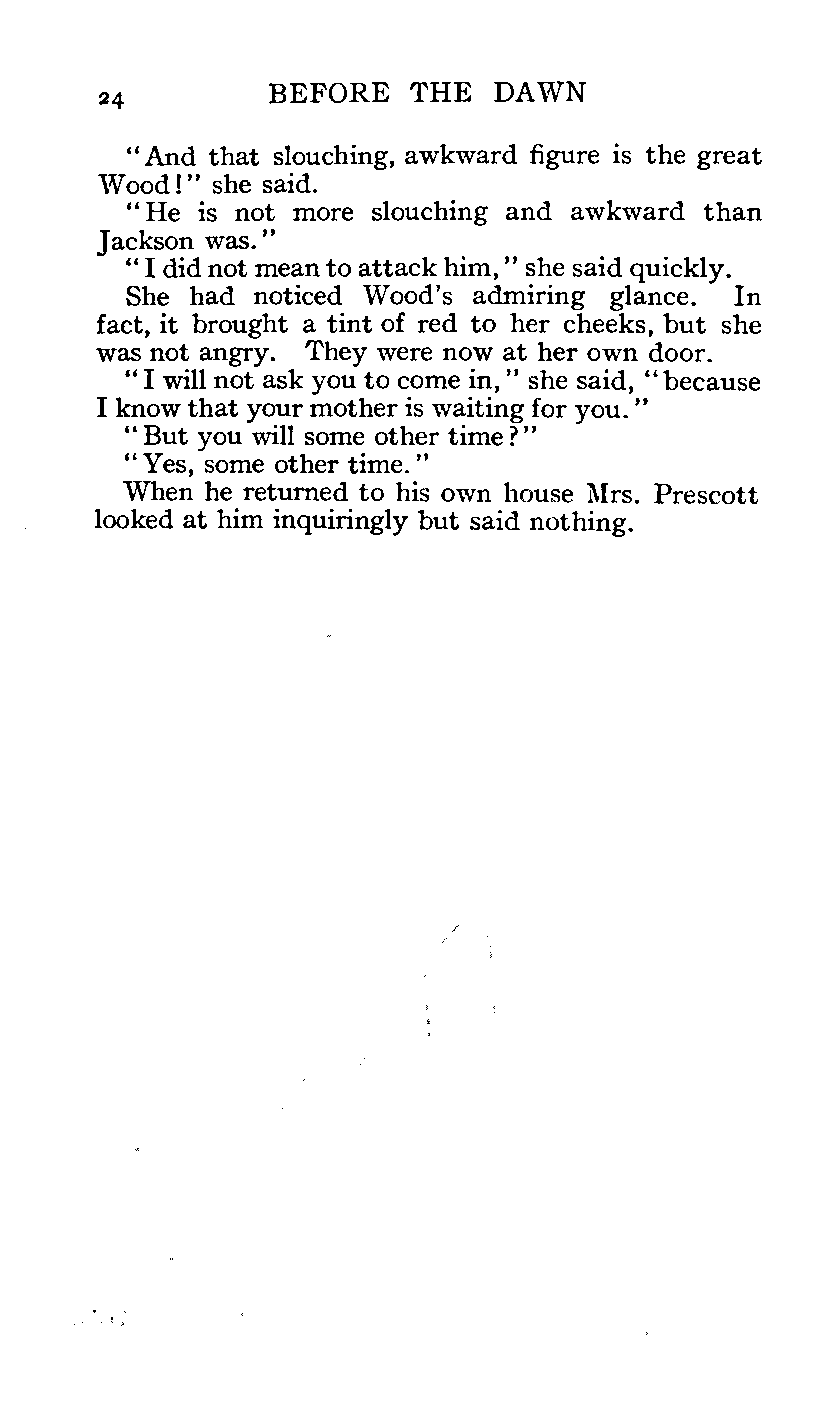 24 BEFORE THE DAWN
"And that slouching, awkward figure is the great
Wood!" she said.
"He is not more slouching and awkward than
Jackson was."
"I did not mean to attack him," she said quickly.
She had noticed Wood's admiring glance. In
fact, it brought a tint of red to her cheeks, but she
was not angry. They were now at her own door.
"I will not ask you to come in," she said, "because
I know that your mother is waiting for you."
"But you will some other time?"
"Yes, some other time."
When he returned to his own house Mrs. Prescott
looked at him inquiringly but said nothing.